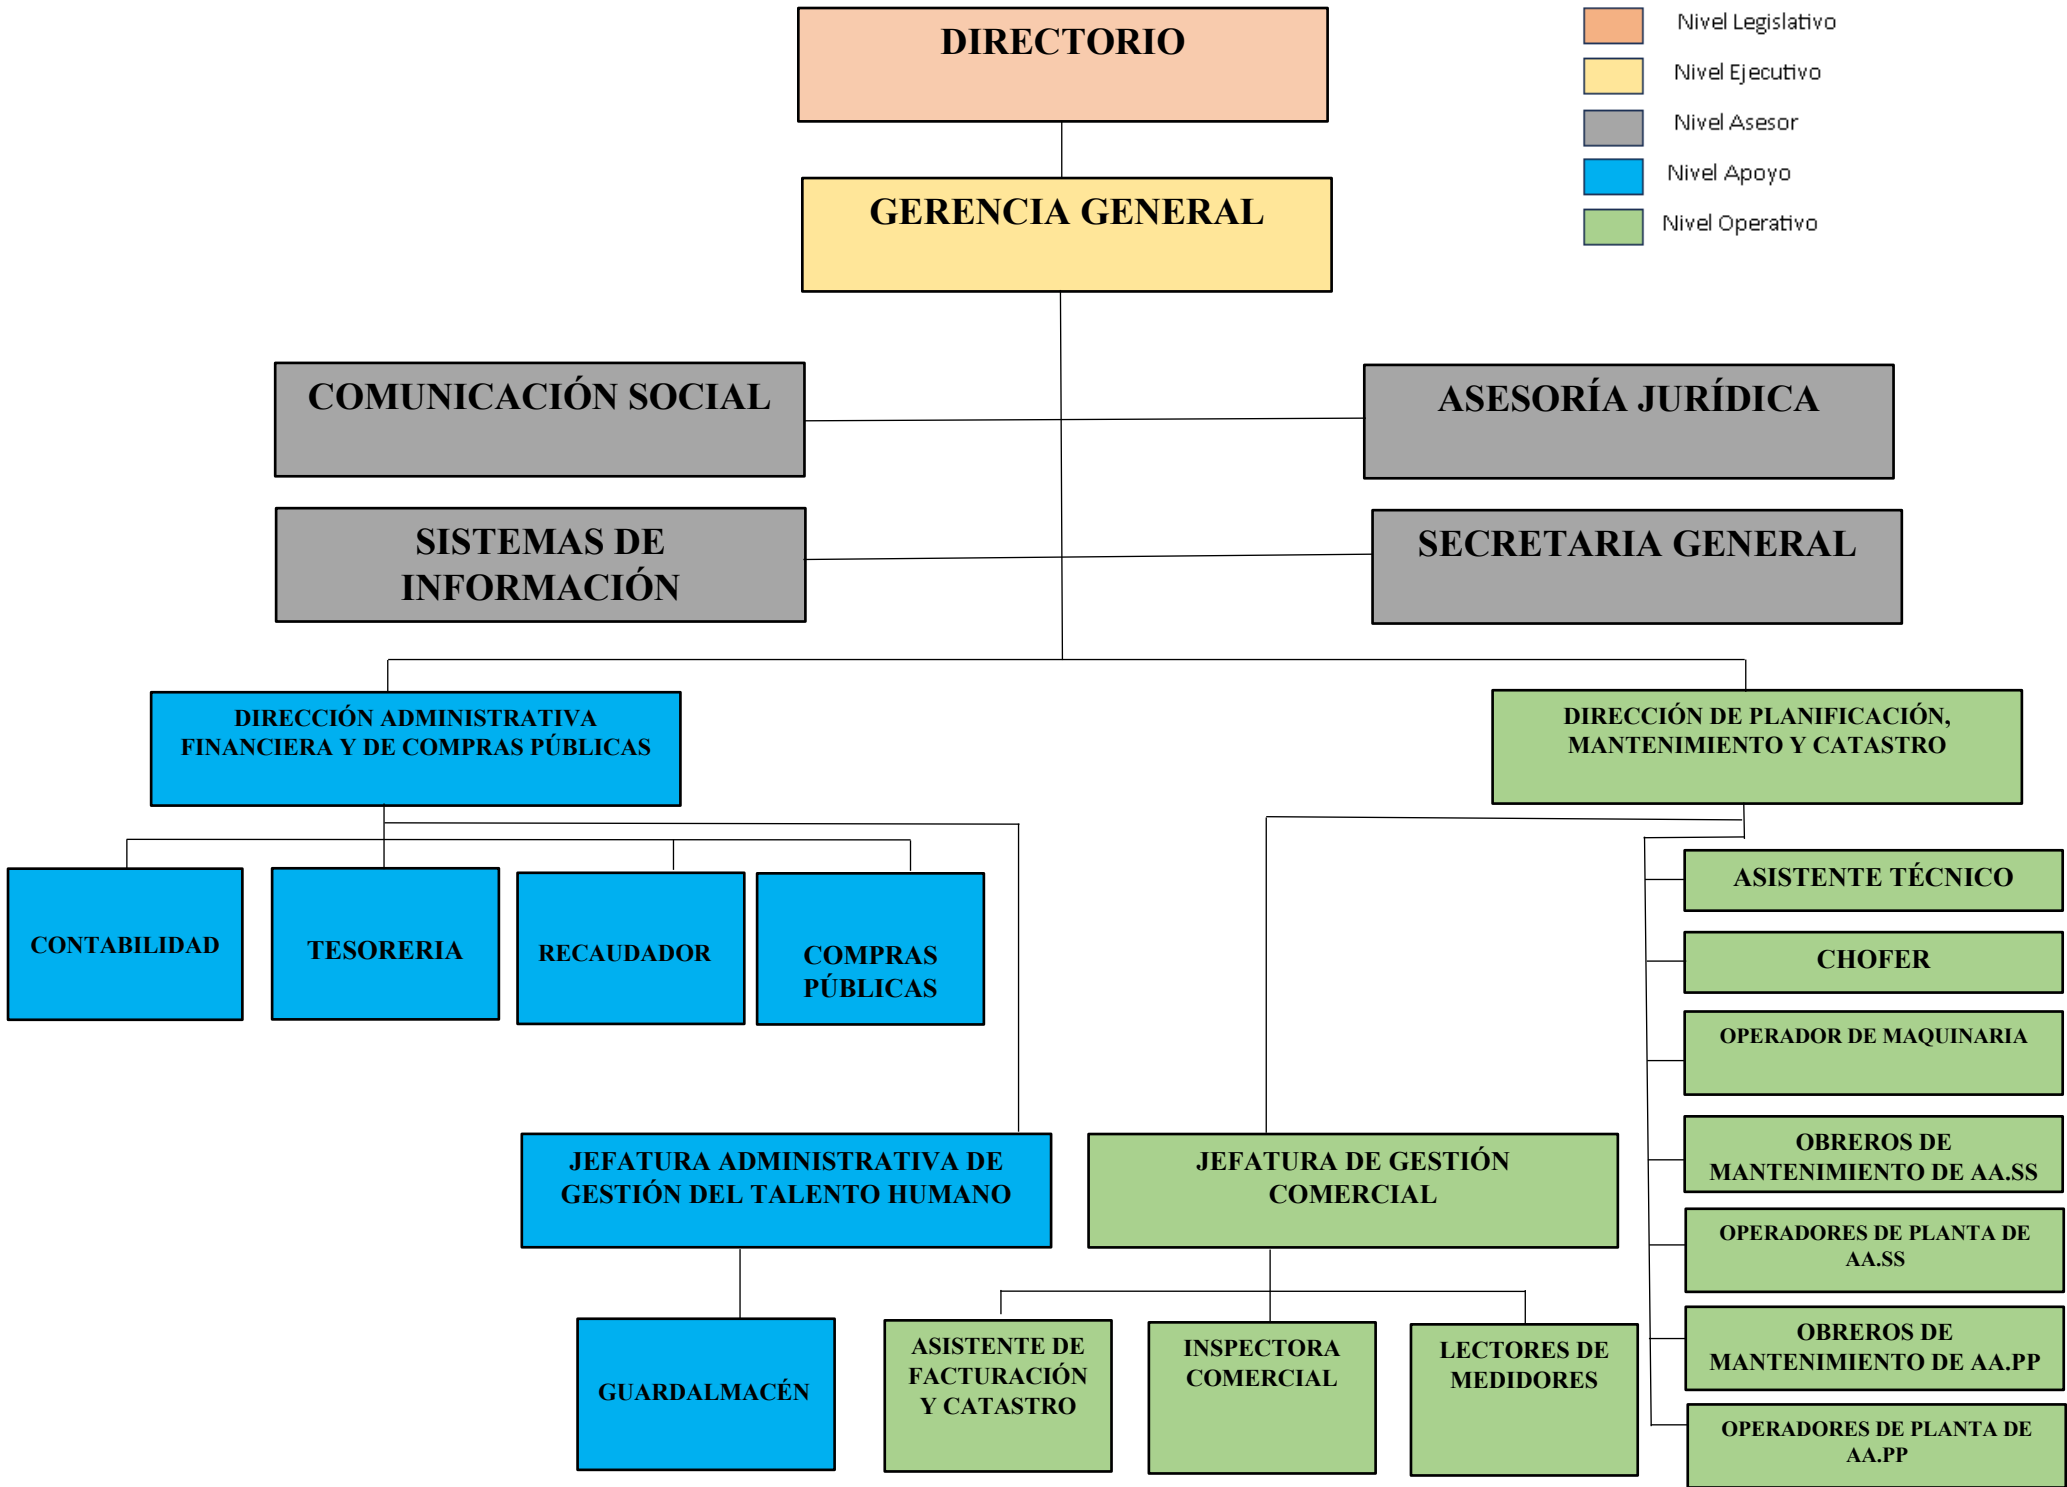 DIRECTORIO
Nivel Legislativo
Nivel Ejecutivo
Nivel Asesor
Nivel Apoyo
Nivel Operativo
GERENCIA GENERAL
COMUNICACIÓN SOCIAL
ASESORÍA JURÍDICA
SISTEMAS DE
INFORMACIÓN
SECRETARIA GENERAL
DIRECCIÓN ADMINISTRATIVA
FINANCIERA Y DE COMPRAS PÚBLICAS
DIRECCIÓN DE PLANIFICACIÓN,
MANTENIMIENTO Y CATASTRO
CONTABILIDAD
TESORERIA
RECAUDADOR
COMPRAS
PÚBLICAS
ASISTENTE TÉCNICO
CHOFER
OPERADOR DE MAQUINARIA
OBREROS DE
MANTENIMIENTO DE AA.SS
OPERADORES DE PLANTA DE
AA.SS
OBREROS DE
MANTENIMIENTO DE AA.PP
OPERADORES DE PLANTA DE
AA.PP
JEFATURA ADMINISTRATIVA DE
GESTIÓN DEL TALENTO HUMANO
JEFATURA DE GESTIÓN
COMERCIAL
GUARDALMACÉN
ASISTENTE DE
FACTURACIÓN
Y CATASTRO
INSPECTORA
COMERCIAL
LECTORES DE
MEDIDORES